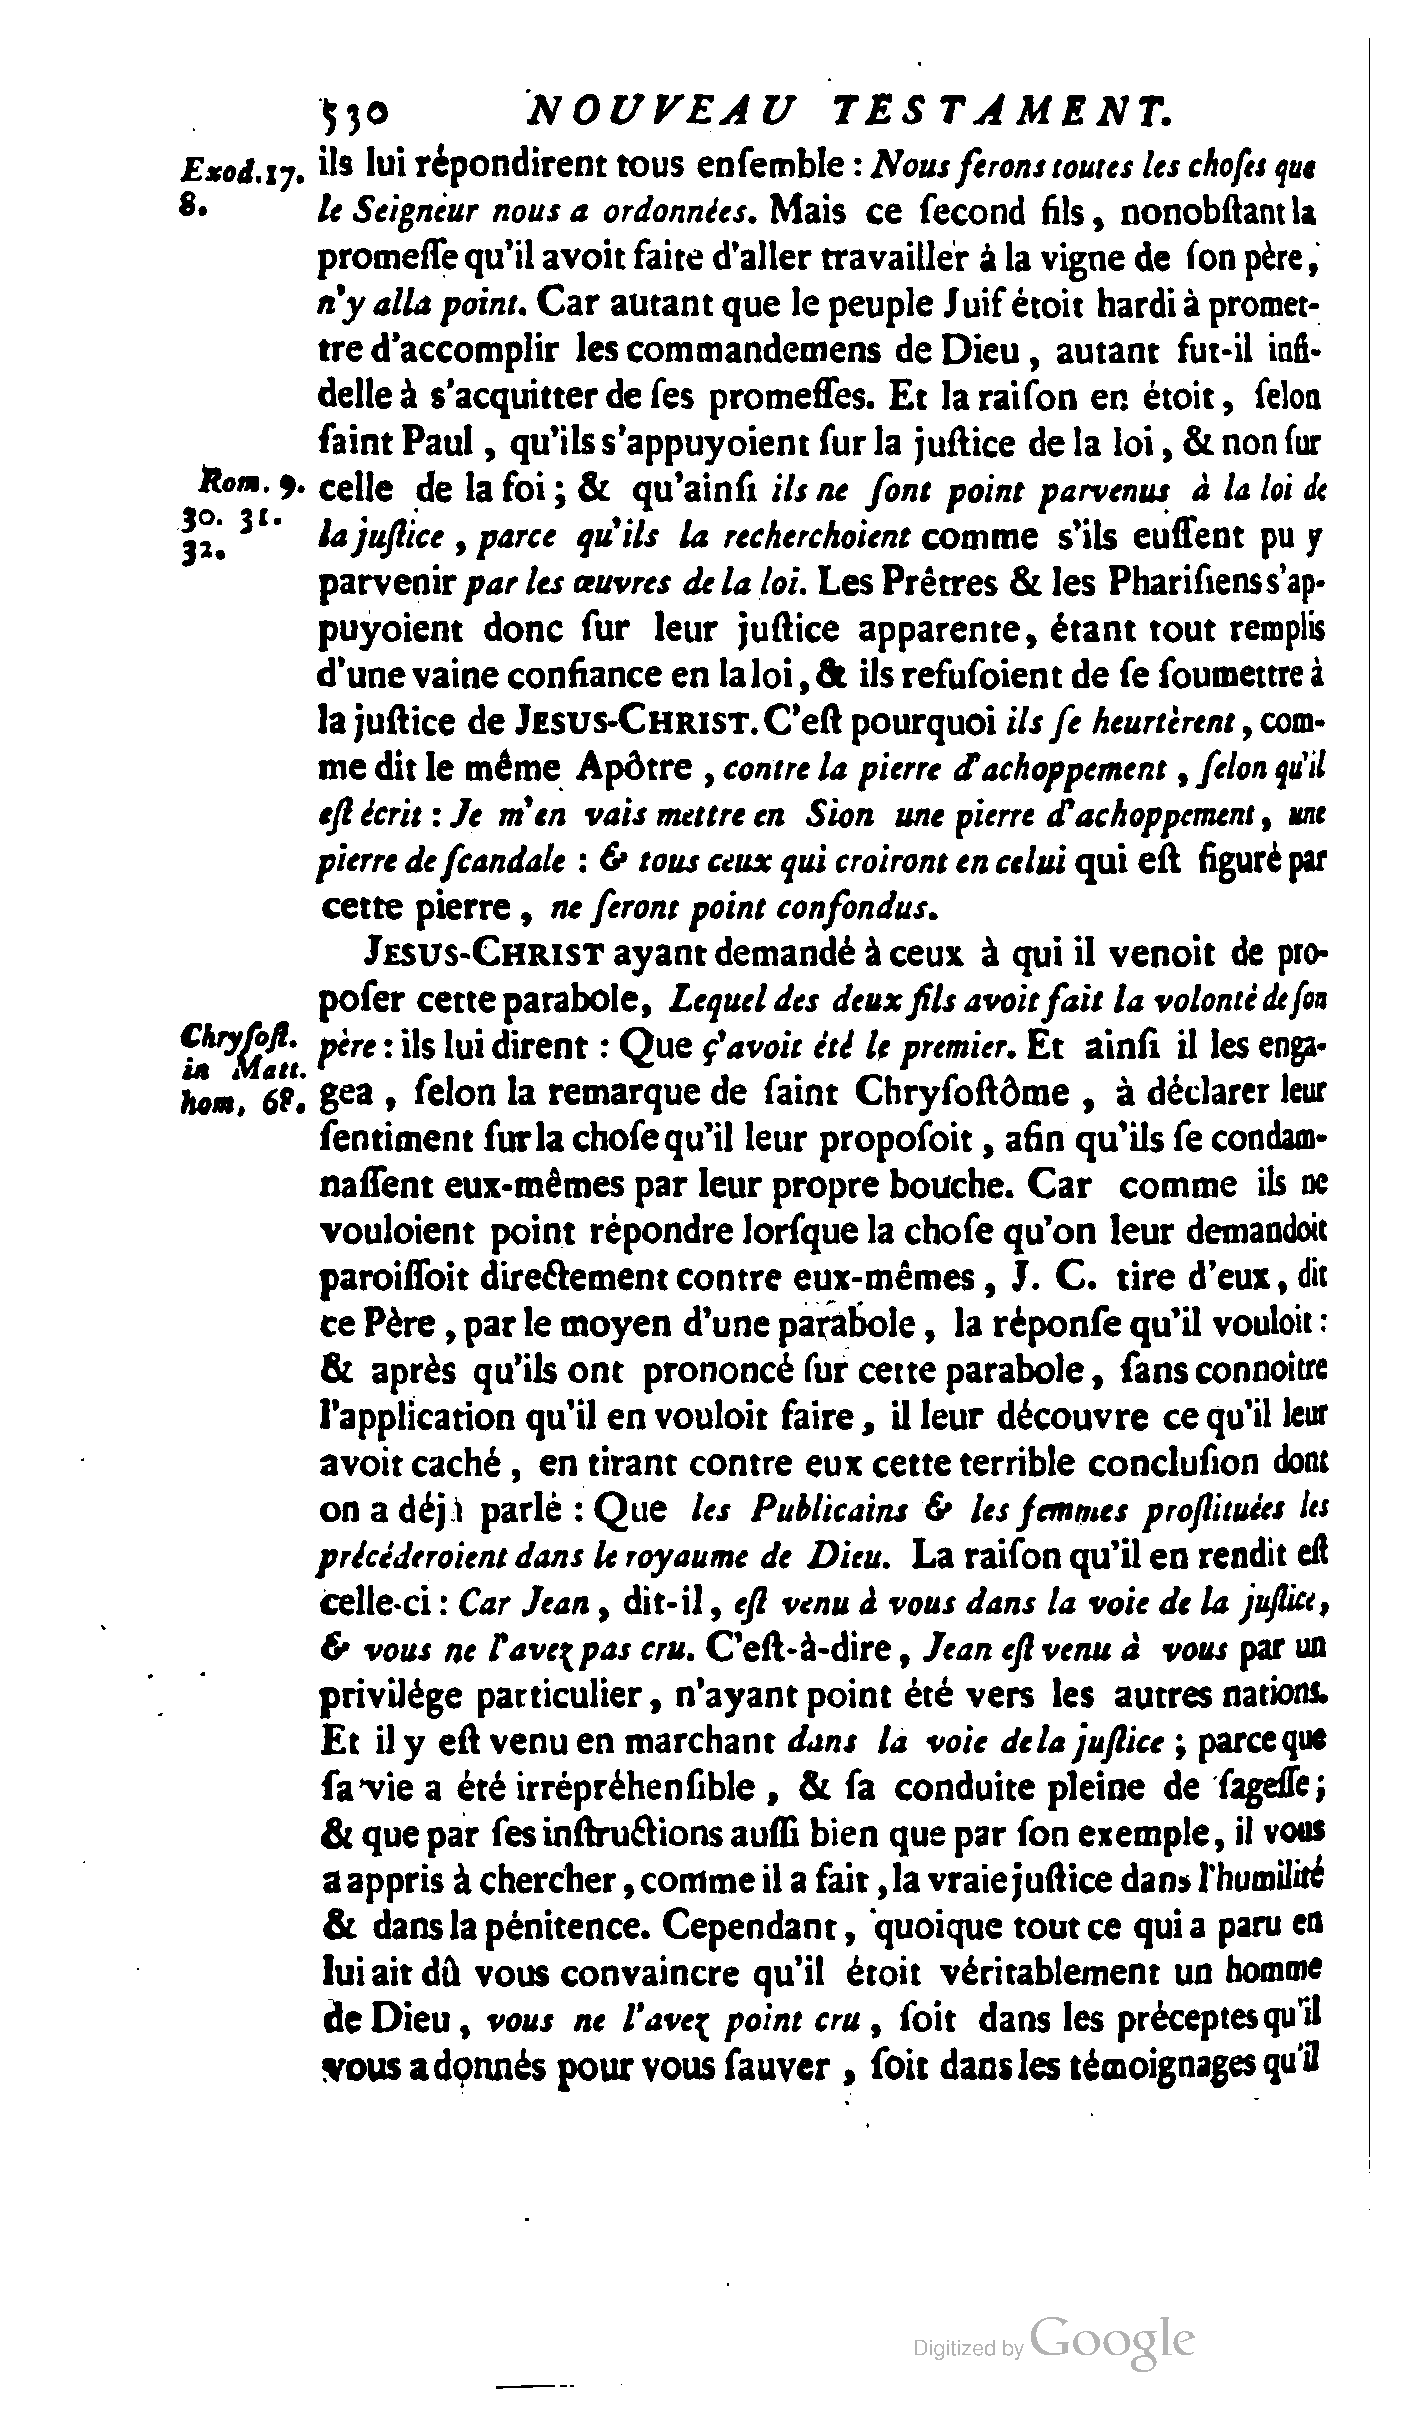 530 NOUVEAU TESTAMENT.
Exod.17. ils lui répondirent tous enſemble : Nous ferons toutes les choſes que
8. le Seigneur nous a ordonnées. Mais ce ſecond fils, nonobſtant la
promeſſe qu'il avoit faite d'aller travailler à la vigne de ſon père,
n'y alla point. Car autant que le peuple Juif étoit hardi à promet-
tre d'accomplir les commandemens de Dieu, autant fut-il infi-
delle à s'acquitter de ſes promeſſes. Et la raiſon en étoit, ſelon
ſaint Paul, qu'ils s'appuyoient ſur la juſtice de la loi, & non ſur
Rom. 9. celle de la foi; & qu'ainſi ils ne ſont point parvenus à la loi de
30. 31. la juſtice, parce qu'ils la recherchoient comme s'ils euſſent pu y
32.
parvenir par les œuvres de la loi. Les Prêtres & les Phariſiens s'ap-
puyoient donc ſur leur juſtice apparente, étant tout remplis
d'une vaine confiance en la loi, & ils refuſoient de ſe ſoumettre à
la juſtice de JESUS-CHRIST. C'eſt pourquoi ils ſe heurtèrent, com-
me dit le même Apôtre, contre la pierre d'achoppement, ſelon qu'il
eſt écrit : Je m'en vais mettre en Sion une pierre d'achoppement, une
pierre de ſcandale : & tous ceux qui croiront en celui qui eſt figuré par
cette pierre, ne ſeront point confondus.
JESUS-CHRIST ayant demandé à ceux à qui il venoit de pro-
poſer cette parabole, Lequel des deux fils avoit fait la volonté de ſon
Chryſoſt. père : ils lui dirent : Que ç'avoit été le premier. Et ainſi il les enga-
in Matt.
hom. 68. gea, ſelon la remarque de ſaint Chryſoſtôme, à déclarer leur
ſentiment ſur la choſe qu'il leur propoſoit, afin qu'ils ſe condam-
naſſent eux-mêmes par leur propre bouche. Car comme ils ne
vouloient point répondre lorſque la choſe qu'on leur demandoit
paroiſſoit directement contre eux-mêmes, J. C. tire d'eux, dit
ce Père, par le moyen d'une parabole, la réponſe qu'il vouloit :
& après qu'ils ont prononcé ſur cette parabole, ſans connoître
l'application qu'il en vouloit faire, il leur découvre ce qu'il leur
avoit caché, en tirant contre eux cette terrible concluſion dont
on a déjà parlé : Que les Publicains & les femmes proſtituées les
précéderoient dans le royaume de Dieu. La raiſon qu'il en rendit eſt
celle-ci : Car Jean, dit-il, eſt venu à vous dans la voie de la juſtice,
& vous ne l'avez pas cru. C'eſt-à-dire, Jean eſt venu à vous par un
privilége particulier, n'ayant point été vers les autres nations.
Et il y eſt venu en marchant dans la voie de la juſtice ; parce que
ſa vie a été irrépréhenſible, & ſa conduite pleine de ſageſſe ;
& que par ſes inſtructions auſſi bien que par ſon exemple, il vous
a appris à chercher, comme il a fait, la vraie juſtice dans l'humilité
& dans la pénitence. Cependant, quoique tout ce qui a paru en
lui ait dû vous convaincre qu'il étoit véritablement un homme
de Dieu, vous ne l'avez point cru, ſoit dans les préceptes qu'il
vous a donnés pour vous ſauver, ſoit dans les témoignages qu'il
Digitized by Google